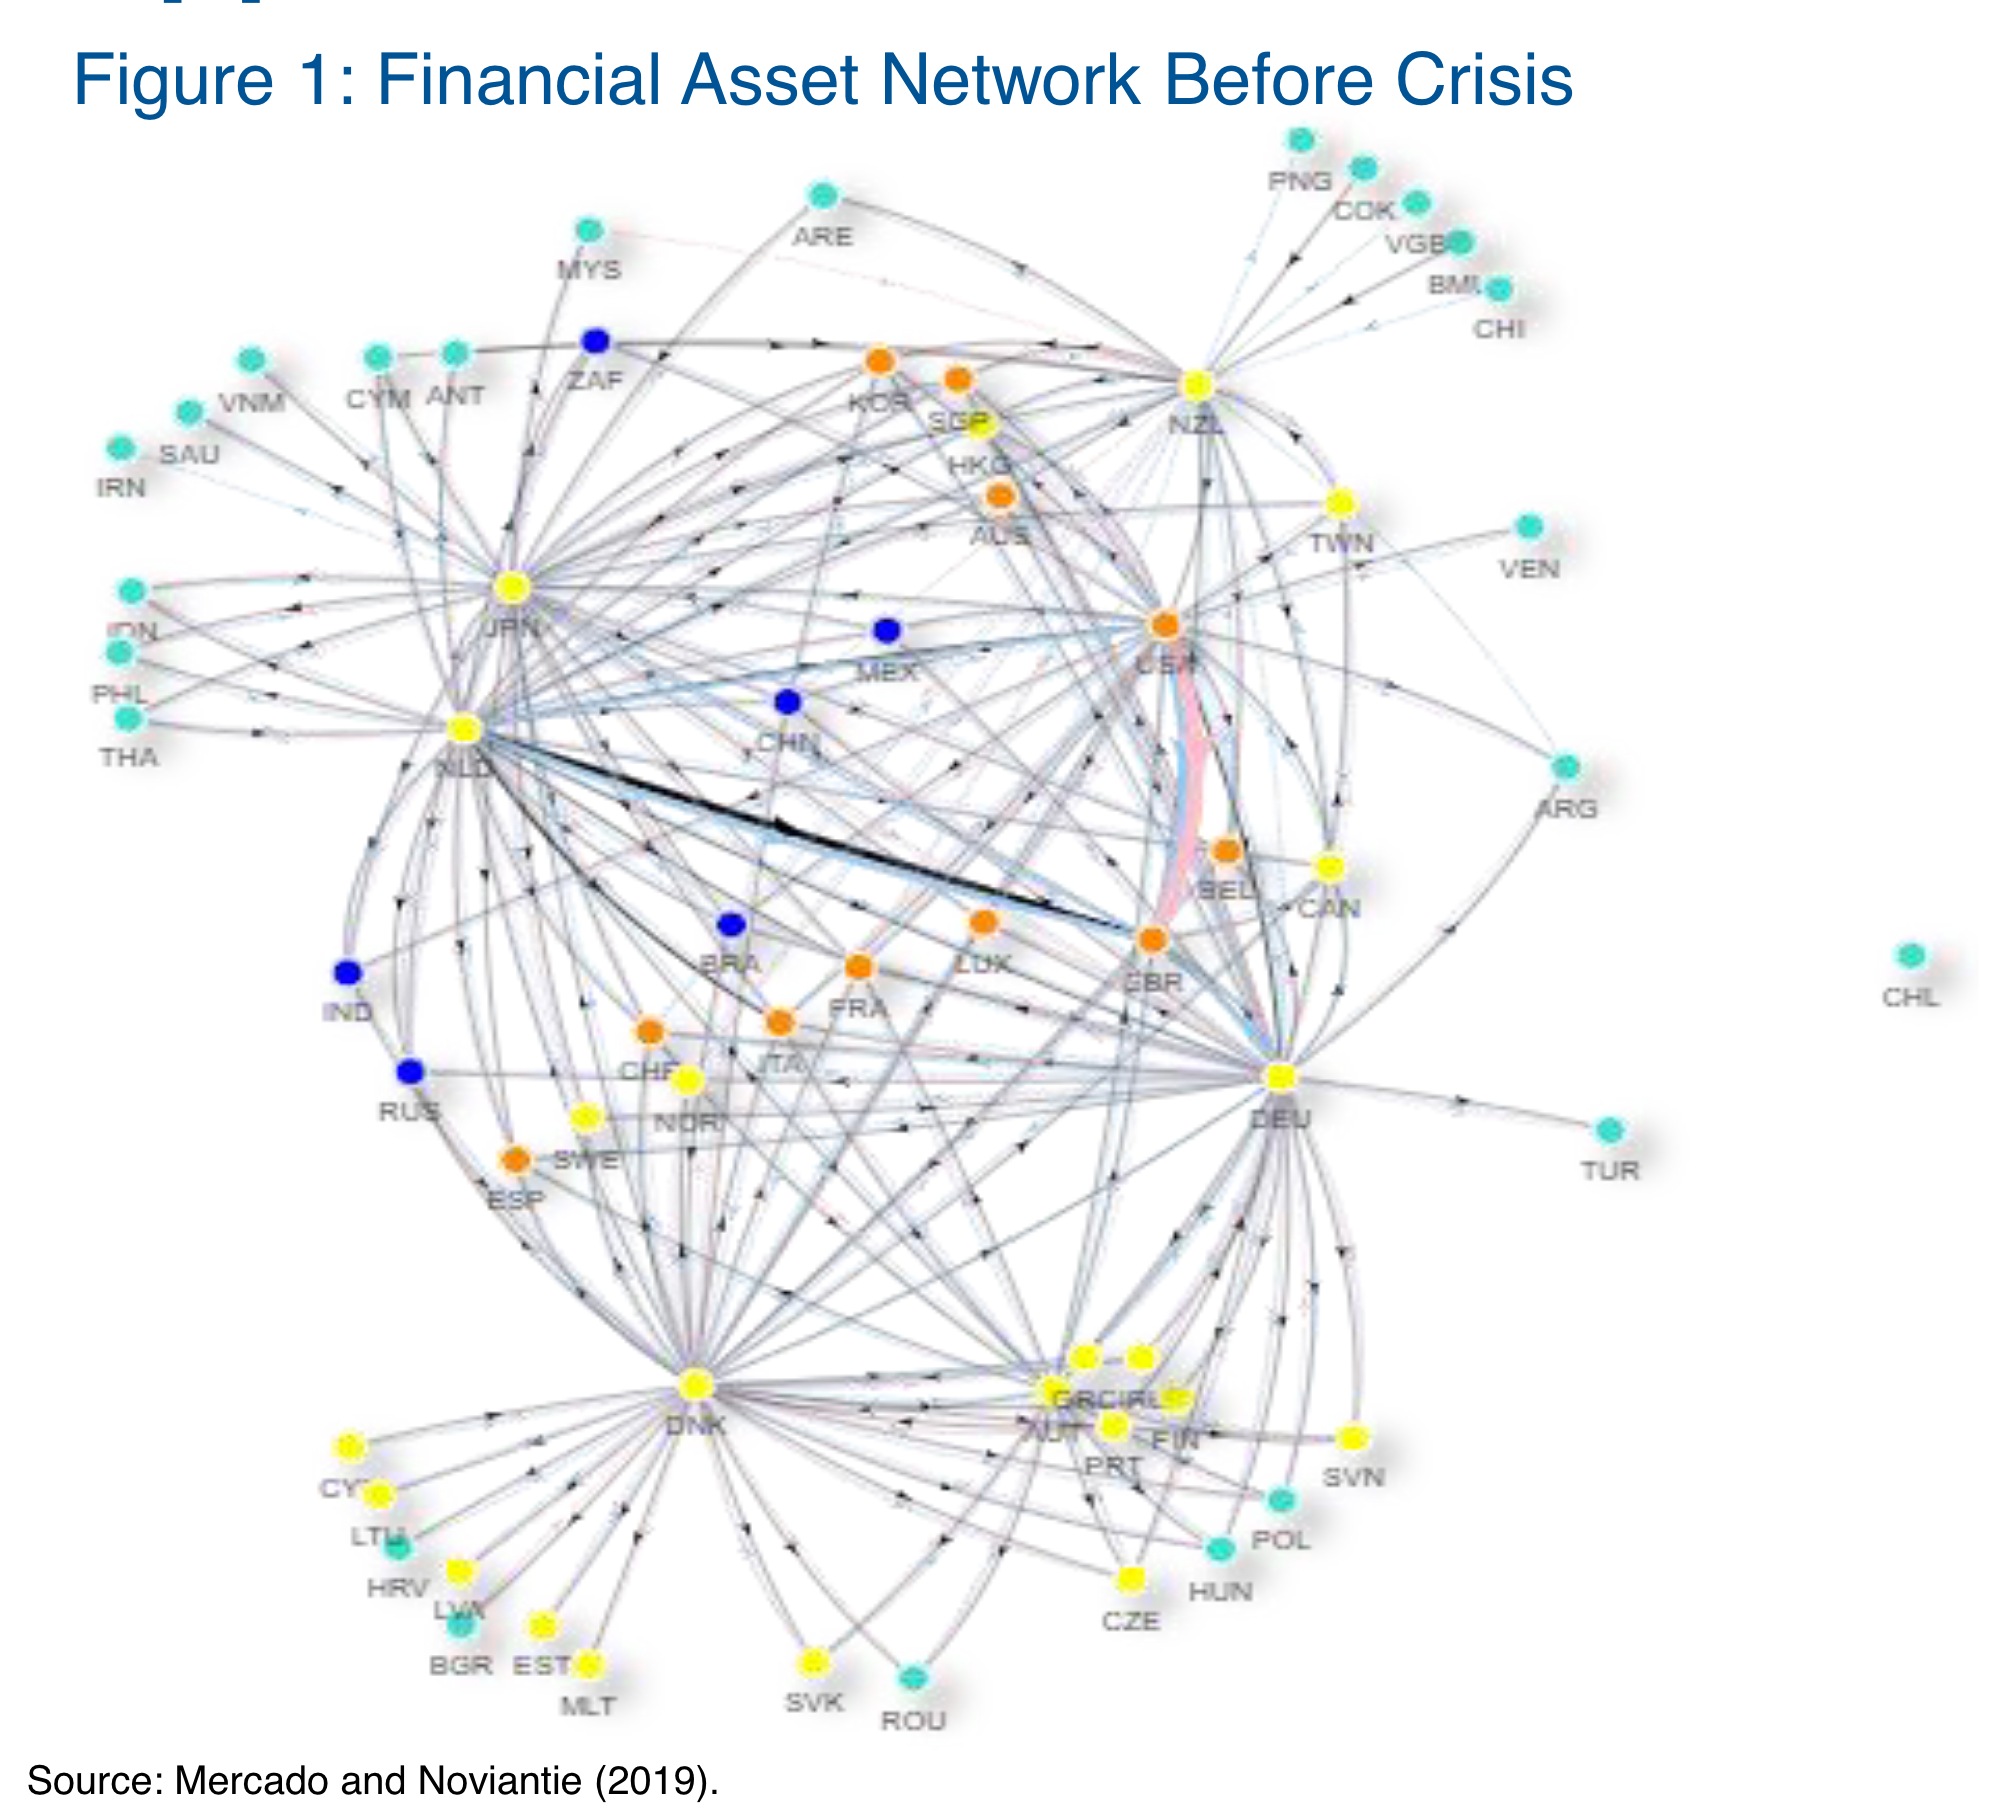 Figure 1: Financial Asset Network Before Crisis
PNG
COK
ARE
VGB
MYS
BMU
CHI
ZAF
CYM ANT
VNM
KOR
SGP
NZL
SAU
HKG
IRN
AUS
TWN
VEN
IDN
JPN
USA
MEX
PHL
CHN
THA
NLD
ARG
BEL
CAN
BRA
LUX
GBR
CHL
FRA
IND
ITA
CHE
RUS
NOR
DEU
SWE
TUR
ESP
GRC IRL
DNK
AUT
FIN
PRT
SVN
CY
LTU
POL
HRV
HUN
LVA
CZE
BGR EST
MLT
SVK
ROU
Source: Mercado and Noviantie (2019).